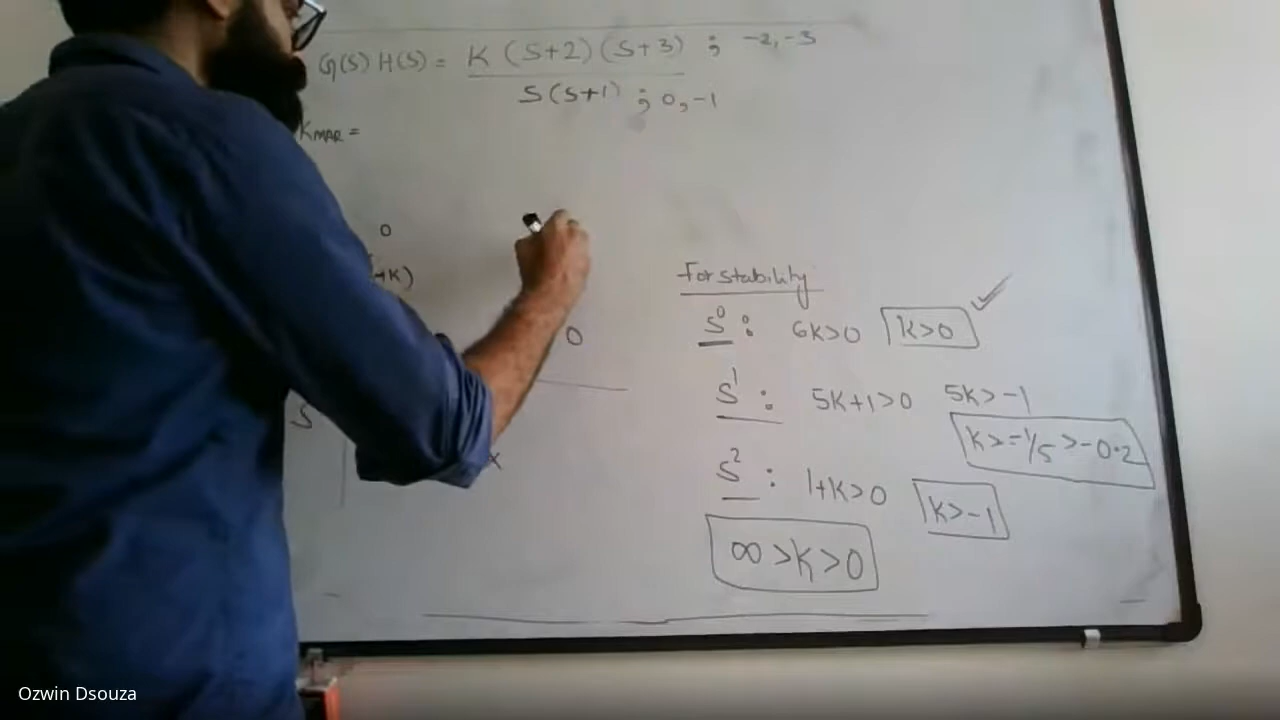 G(s) H(s) = K (s+2) (s+3) ; -2, -3
s(s+1) ; 0, -1
KMAR =
0
+K)
0
s
x
For stability
s⁰ : 6K>0 K>0 ✓
s¹ : 5K+1>0 5K>-1
K>=-1/5 >-0.2
s² : 1+K>0 K>-1
∞ >K>0
Ozwin Dsouza